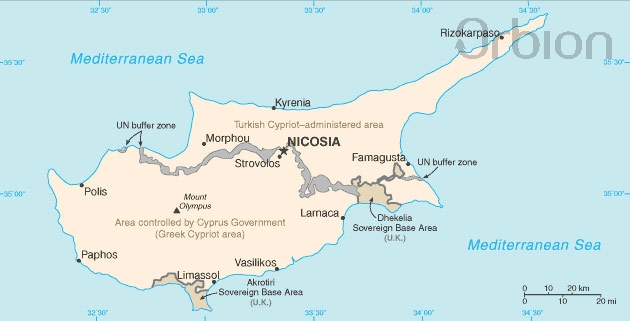 32'30
33'00
33'30
34'00
34'30
Orbion
Rizokarpaso
Mediterranean Sea
35'30'
35'30'
Kyrenia
Turkish Cypriot–administered area
UN buffer zone
Morphou
NICOSIA
Strovolos
Famagusta
UN buffer zone
Polis
Mount
Olympus
35'00'
35'00'
Area controlled by Cyprus Government
(Greek Cypriot area)
Larnaca
Dhekelia
Sovereign Base Area
(U.K.)
Mediterranean Sea
Paphos
Vasilikos
Limassol
Akrotiri
Sovereign Base Area
(U.K.)
0 10 20 km
0 10 20 mi
32'30
33'00
33'30
34'00
34'30